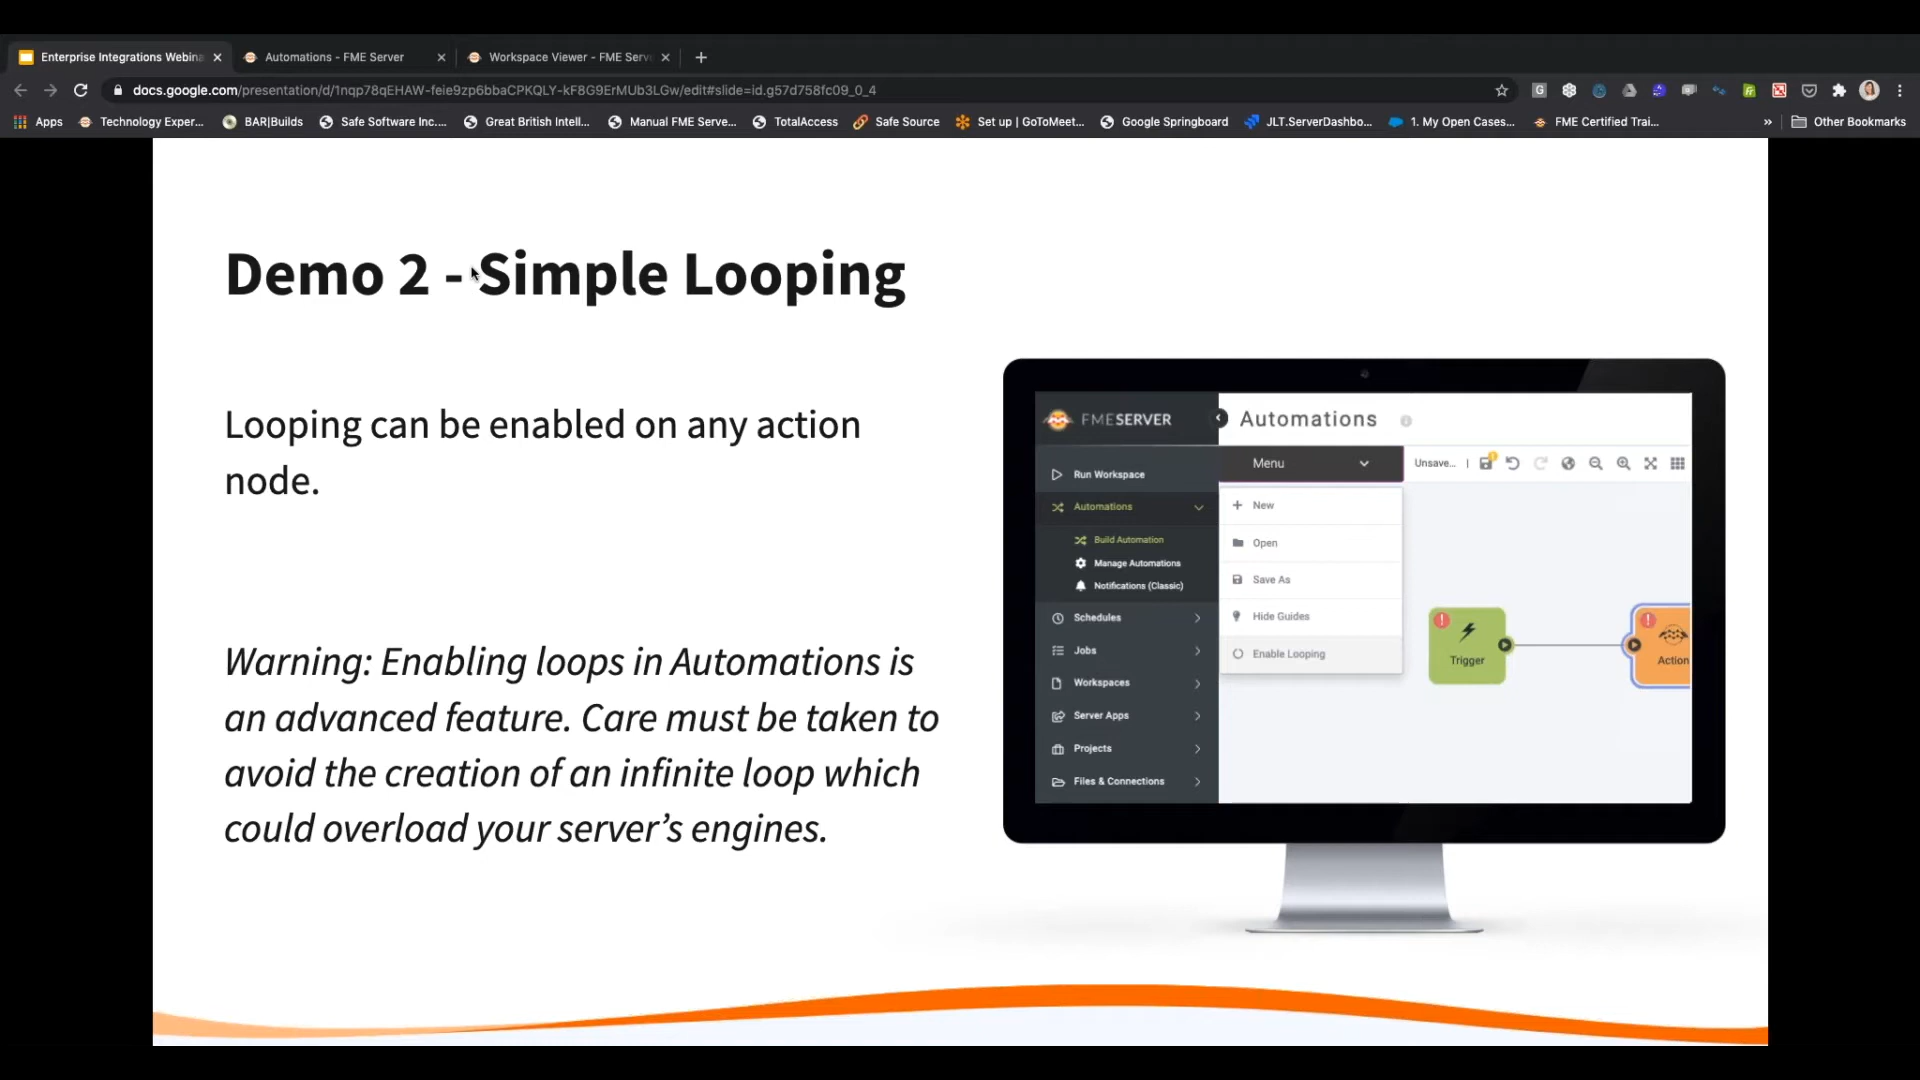 Enterprise Integrations Webina
Automations - FME Server
Workspace Viewer - FME Serv
docs.google.com/presentation/d/1nqp78qEHAW-feie9zp6bbaCPKQLY-kF8G9ErMUb3LGw/edit#slide=id.g57d758fc09_0_4
Apps
Technology Exper...
BAR|Builds
Safe Software Inc....
Great British Intell...
Manual FME Serve...
TotalAccess
Safe Source
Set up | GoToMeet...
Google Springboard
JLT.ServerDashbo...
1. My Open Cases...
FME Certified Trai...
»
Other Bookmarks
Demo 2 - Simple Looping
Looping can be enabled on any action
node.
Warning: Enabling loops in Automations is
an advanced feature. Care must be taken to
avoid the creation of an infinite loop which
could overload your server's engines.
FMESERVER
Automations
Run Workspace
Automations
Build Automation
Manage Automations
Notifications (Classic)
Schedules
Jobs
Workspaces
Server Apps
Projects
Files & Connections
Menu
Unsave...
New
Open
Save As
Hide Guides
Enable Looping
Trigger
Action